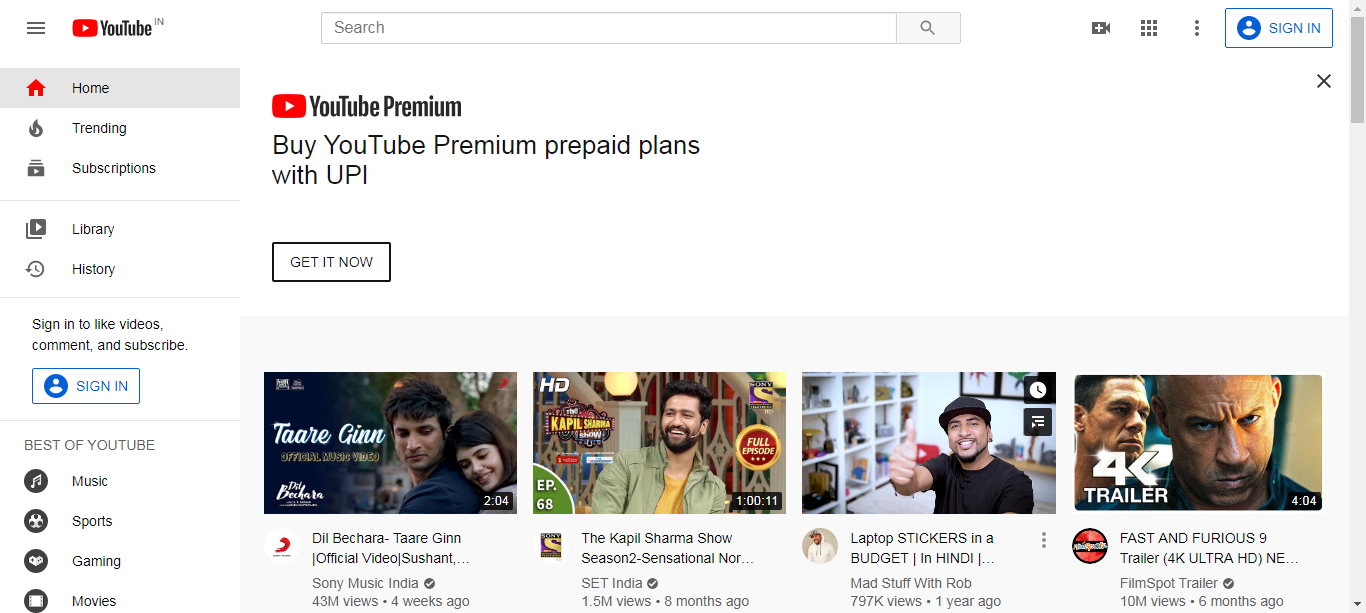 YouTube IN
Search
SIGN IN
Home
Trending
Subscriptions
Library
History
Sign in to like videos,
comment, and subscribe.
SIGN IN
BEST OF YOUTUBE
Music
Sports
Gaming
Movies
YouTube Premium
Buy YouTube Premium prepaid plans
with UPI
GET IT NOW
Taare Ginn
OFFICIAL MUSIC VIDEO
Dil
Bechara
2:04
Dil Bechara- Taare Ginn
|Official Video|Sushant,...
Sony Music India
43M views • 4 weeks ago
HD
SONY
The
KAPIL SHARMA
Show
FULL
EPISODE
EP.
68
1:00:11
SONY
The Kapil Sharma Show
Season2-Sensational Nor...
SET India
1.5M views • 8 months ago
Laptop STICKERS in a
BUDGET | In HINDI |...
Mad Stuff With Rob
797K views • 1 year ago
4K
TRAILER
4:04
FAST AND FURIOUS 9
Trailer (4K ULTRA HD) NE...
FilmSpot Trailer
10M views • 6 months ago